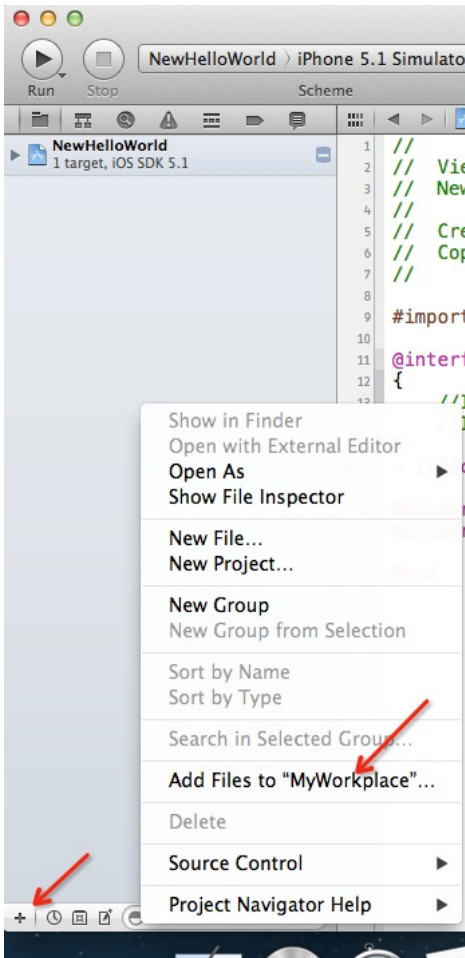 NewHelloWorld iPhone 5.1 Simulato
Run
Stop
Scheme
NewHelloWorld
1 target, iOS SDK 5.1
1 //
2 // Vie
3 // New
4 //
5 // Cre
6 // Cop
7 //
8
9 #import
10
11 @interf
12 {
13 //I
Show in Finder
Open with External Editor
Open As
Show File Inspector
New File...
New Project...
New Group
New Group from Selection
Sort by Name
Sort by Type
Search in Selected Group...
Add Files to “MyWorkplace”...
Delete
Source Control
Project Navigator Help